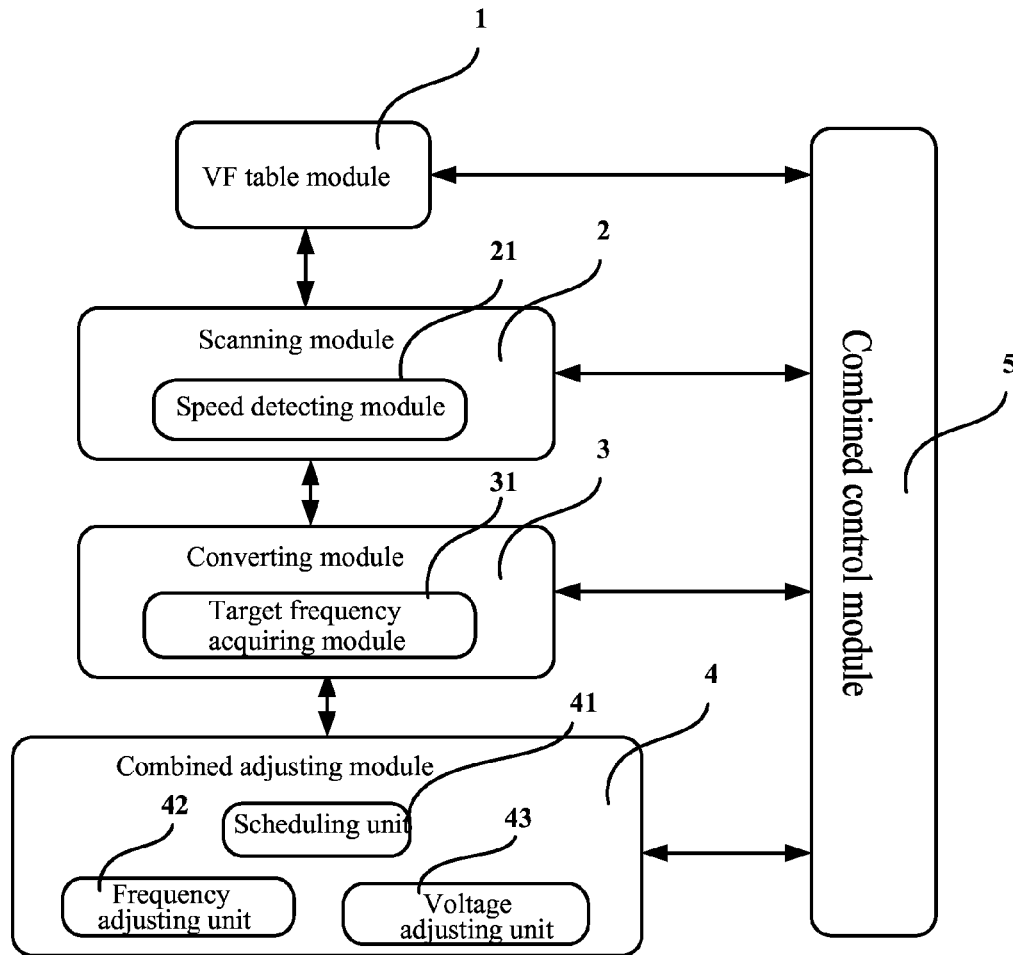 1
VF table module
2
21
Scanning module
Speed detecting module
5
Combined control module
3
31
Converting module
Target frequency
acquiring module
4
41
Combined adjusting module
42
Scheduling unit
43
Frequency
adjusting unit
Voltage
adjusting unit